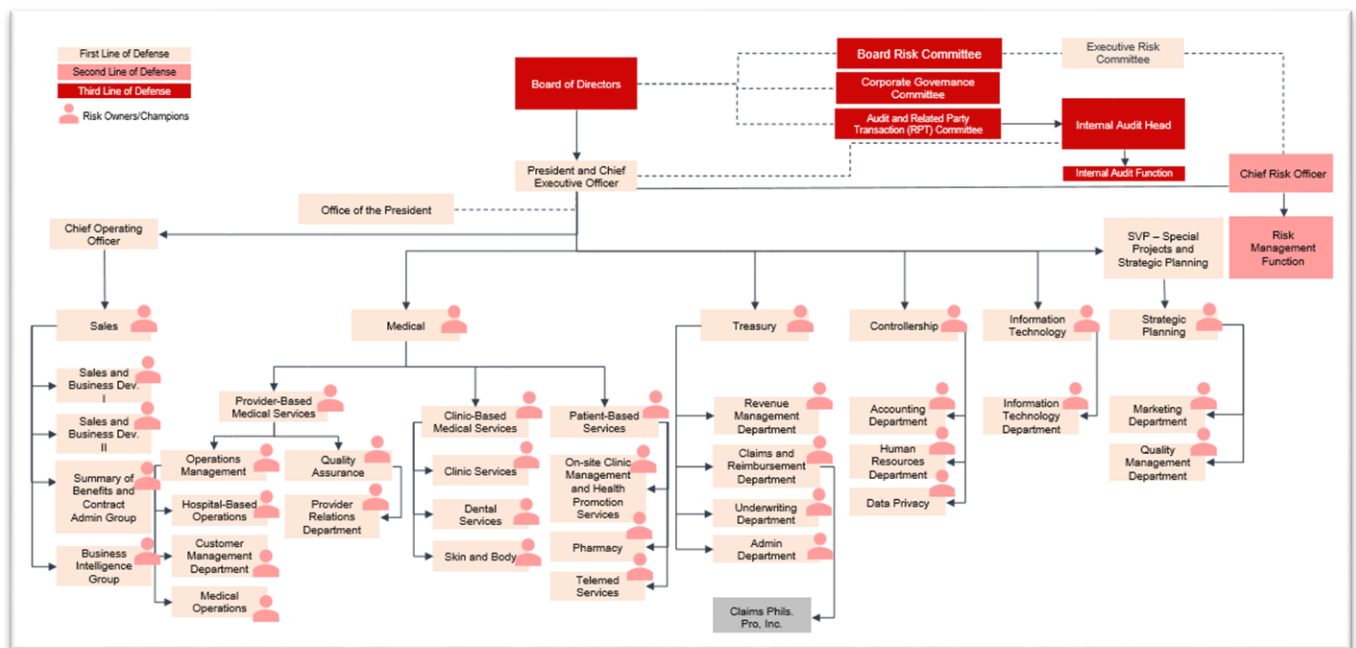 First Line of Defense
Second Line of Defense
Third Line of Defense
Risk Owners/Champions
Board of Directors
Board Risk Committee
Executive Risk
Committee
Corporate Governance
Committee
Audit and Related Party
Transaction (RPT) Committee
Internal Audit Head
Internal Audit Function
President and Chief
Executive Officer
Chief Risk Officer
Office of the President
Chief Operating
Officer
SVP – Special
Projects and
Strategic Planning
Risk
Management
Function
Sales
Medical
Treasury
Controllership
Information
Technology
Strategic
Planning
Sales and
Business Dev.
I
Sales and
Business Dev.
II
Summary of
Benefits and
Contract
Admin Group
Business
Intelligence
Group
Provider-Based
Medical Services
Operations
Management
Hospital-Based
Operations
Customer
Management
Department
Medical
Operations
Quality
Assurance
Provider
Relations
Department
Clinic-Based
Medical Services
Clinic Services
Dental
Services
Skin and Body
Patient-Based
Services
On-site Clinic
Management
and Health
Promotion
Services
Pharmacy
Telemed
Services
Revenue
Management
Department
Claims and
Reimbursement
Department
Underwriting
Department
Admin
Department
Claims Phils.
Pro, Inc.
Accounting
Department
Human
Resources
Department
Data Privacy
Information
Technology
Department
Marketing
Department
Quality
Management
Department